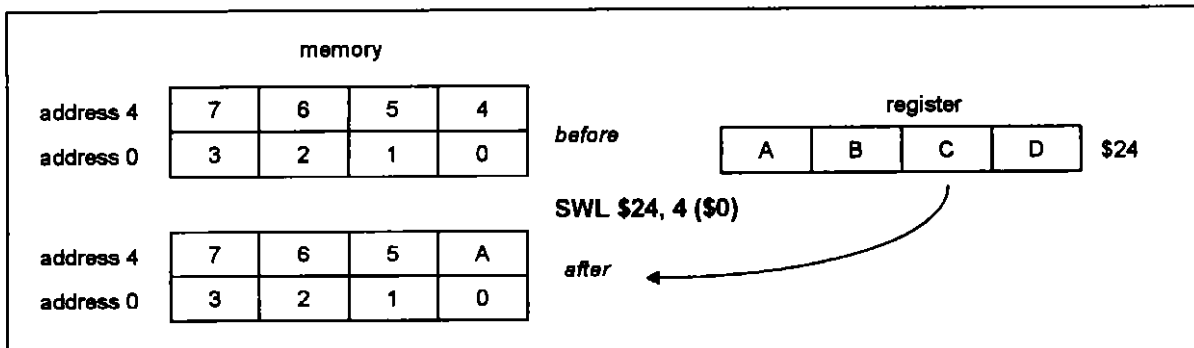 memory
address 4 7 6 5 4
address 0 3 2 1 0
before
register
A B C D $24
SWL $24, 4 ($0)
address 4 7 6 5 A
address 0 3 2 1 0
after